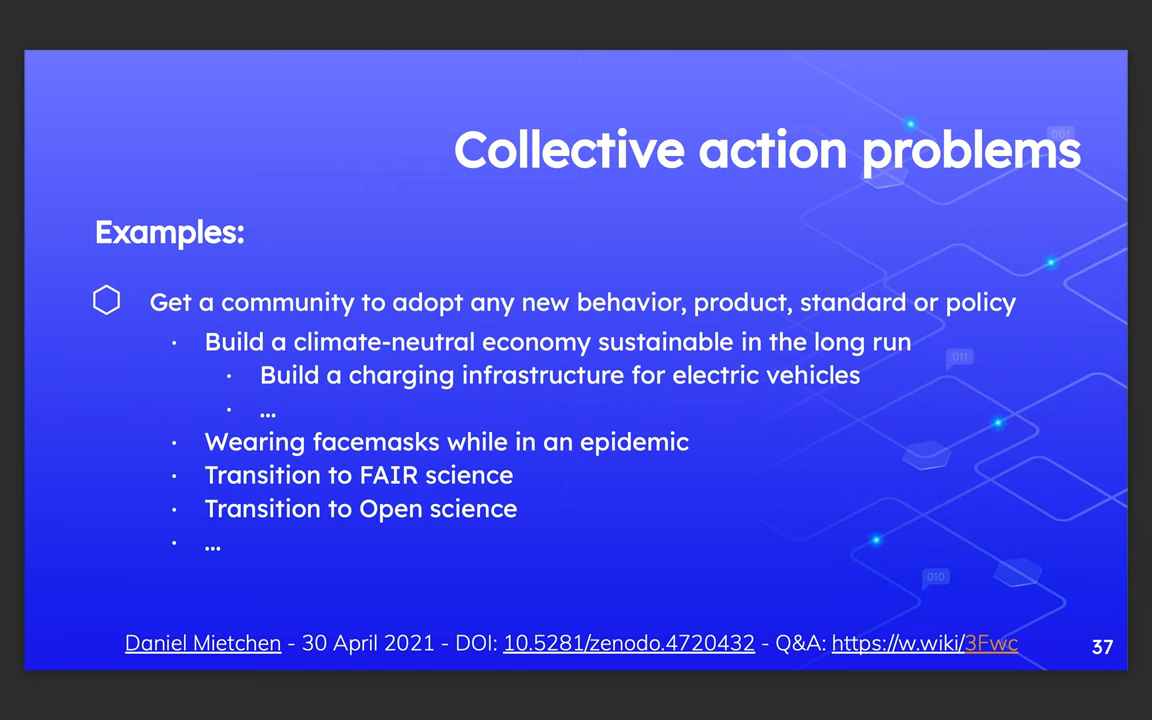 001
Collective action problems
Examples:
Get a community to adopt any new behavior, product, standard or policy
· Build a climate-neutral economy sustainable in the long run
011
· Build a charging infrastructure for electric vehicles
· ...
· Wearing facemasks while in an epidemic
· Transition to FAIR science
· Transition to Open science
· ...
010
Daniel Mietchen - 30 April 2021 - DOI: 10.5281/zenodo.4720432 - Q&A: https://w.wiki/3Fwc
37